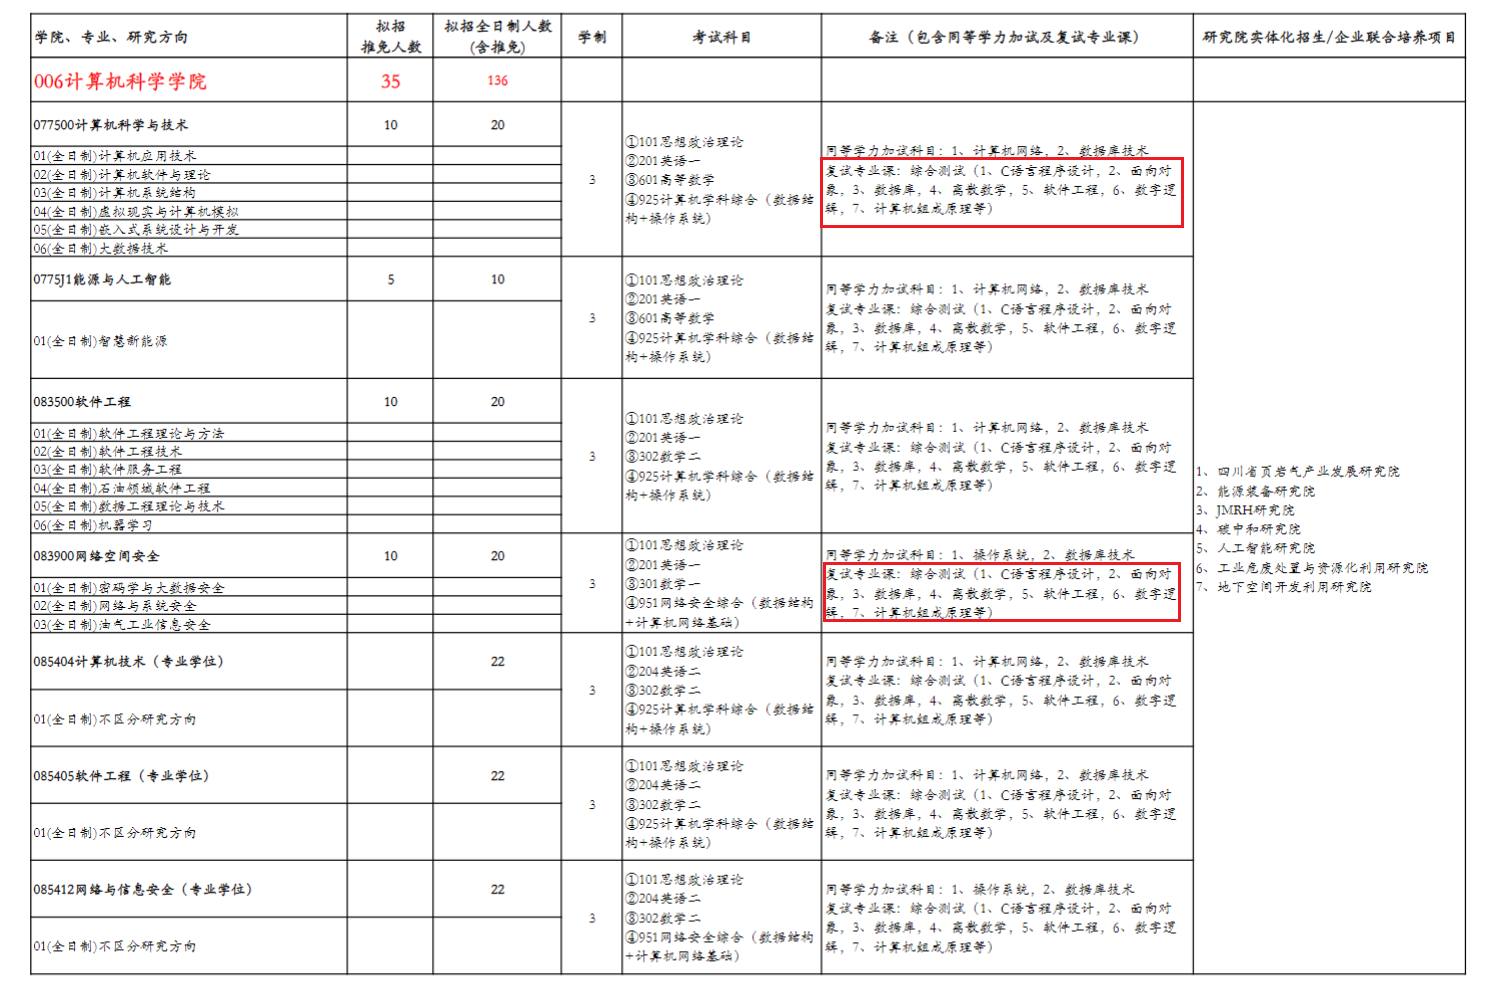 学院、专业、研究方向
拟招
推免人数
拟招全日制人数
(含推免)
学制
考试科目
备注（包含同等学力加试及复试专业课）
研究院实体化招生/企业联合培养项目
006计算机科学学院
35
136
077500计算机科学与技术
10
20
01(全日制)计算机应用技术
02(全日制)计算机软件与理论
03(全日制)计算机系统结构
04(全日制)虚拟现实与计算机模拟
05(全日制)嵌入式系统设计与开发
06(全日制)大数据技术
3
①101思想政治理论
②201英语一
③601高等数学
④925计算机学科综合（数据结
构+操作系统）
同等学力加试科目：1、计算机网络，2、数据库技术
复试专业课：综合测试（1、C语言程序设计，2、面向对
象，3、数据库，4、离散数学，5、软件工程，6、数字逻
辑，7、计算机组成原理等）
0775J1能源与人工智能
5
10
01(全日制)智慧新能源
3
①101思想政治理论
②201英语一
③601高等数学
④925计算机学科综合（数据结
构+操作系统）
同等学力加试科目：1、计算机网络，2、数据库技术
复试专业课：综合测试（1、C语言程序设计，2、面向对
象，3、数据库，4、离散数学，5、软件工程，6、数字逻
辑，7、计算机组成原理等）
083500软件工程
10
20
01(全日制)软件工程理论与方法
02(全日制)软件工程技术
03(全日制)软件服务工程
04(全日制)石油领域软件工程
05(全日制)数据工程理论与技术
06(全日制)机器学习
3
①101思想政治理论
②201英语一
③302数学二
④925计算机学科综合（数据结
构+操作系统）
同等学力加试科目：1、计算机网络，2、数据库技术
复试专业课：综合测试（1、C语言程序设计，2、面向对
象，3、数据库，4、离散数学，5、软件工程，6、数字逻
辑，7、计算机组成原理等）
083900网络空间安全
10
20
01(全日制)密码学与大数据安全
02(全日制)网络与系统安全
03(全日制)油气工业信息安全
3
①101思想政治理论
②201英语一
③301数学一
④951网络安全综合（数据结构
+计算机网络基础）
同等学力加试科目：1、操作系统，2、数据库技术
复试专业课：综合测试（1、C语言程序设计，2、面向对
象，3、数据库，4、离散数学，5、软件工程，6、数字逻
辑，7、计算机组成原理等）
085404计算机技术（专业学位）
22
01(全日制)不区分研究方向
3
①101思想政治理论
②204英语二
③302数学二
④925计算机学科综合（数据结
构+操作系统）
同等学力加试科目：1、计算机网络，2、数据库技术
复试专业课：综合测试（1、C语言程序设计，2、面向对
象，3、数据库，4、离散数学，5、软件工程，6、数字逻
辑，7、计算机组成原理等）
085405软件工程（专业学位）
22
01(全日制)不区分研究方向
3
①101思想政治理论
②204英语二
③302数学二
④925计算机学科综合（数据结
构+操作系统）
同等学力加试科目：1、计算机网络，2、数据库技术
复试专业课：综合测试（1、C语言程序设计，2、面向对
象，3、数据库，4、离散数学，5、软件工程，6、数字逻
辑，7、计算机组成原理等）
085412网络与信息安全（专业学位）
22
01(全日制)不区分研究方向
3
①101思想政治理论
②204英语二
③302数学二
④951网络安全综合（数据结构
+计算机网络基础）
同等学力加试科目：1、操作系统，2、数据库技术
复试专业课：综合测试（1、C语言程序设计，2、面向对
象，3、数据库，4、离散数学，5、软件工程，6、数字逻
辑，7、计算机组成原理等）
1、四川省页岩气产业发展研究院
2、能源装备研究院
3、JMRH研究院
4、碳中和研究院
5、人工智能研究院
6、工业危废处置与资源化利用研究院
7、地下空间开发利用研究院